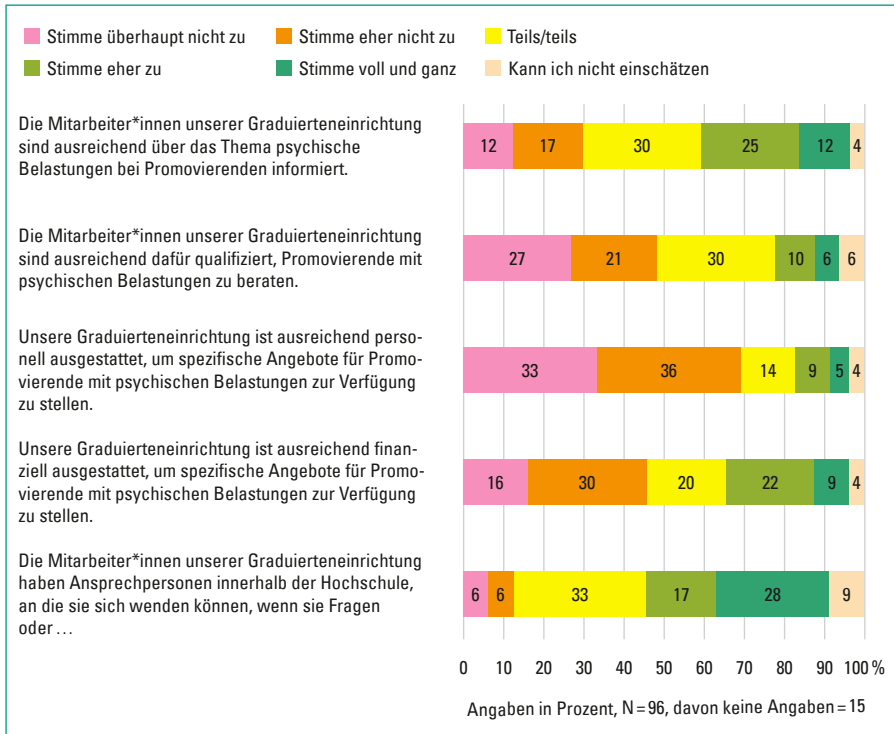 Stimme überhaupt nicht zu Stimme eher nicht zu Teils/teils
Stimme eher zu Stimme voll und ganz Kann ich nicht einschätzen
Die Mitarbeiter*innen unserer Graduierteneinrichtung
sind ausreichend über das Thema psychische
Belastungen bei Promovierenden informiert.
12 17 30 25 12 4
Die Mitarbeiter*innen unserer Graduierteneinrichtung
sind ausreichend dafür qualifiziert, Promovierende mit
psychischen Belastungen zu beraten.
27 21 30 10 6 6
Unsere Graduierteneinrichtung ist ausreichend perso-
nell ausgestattet, um spezifische Angebote für Promo-
vierende mit psychischen Belastungen zur Verfügung
zu stellen.
33 36 14 9 5 4
Unsere Graduierteneinrichtung ist ausreichend finan-
ziell ausgestattet, um spezifische Angebote für Promo-
vierende mit psychischen Belastungen zur Verfügung
zu stellen.
16 30 20 22 9 4
Die Mitarbeiter*innen unserer Graduierteneinrichtung
haben Ansprechpersonen innerhalb der Hochschule,
an die sie sich wenden können, wenn sie Fragen
oder …
6 6 33 17 28 9
0 10 20 30 40 50 60 70 80 90 100 %
Angaben in Prozent, N = 96, davon keine Angaben = 15